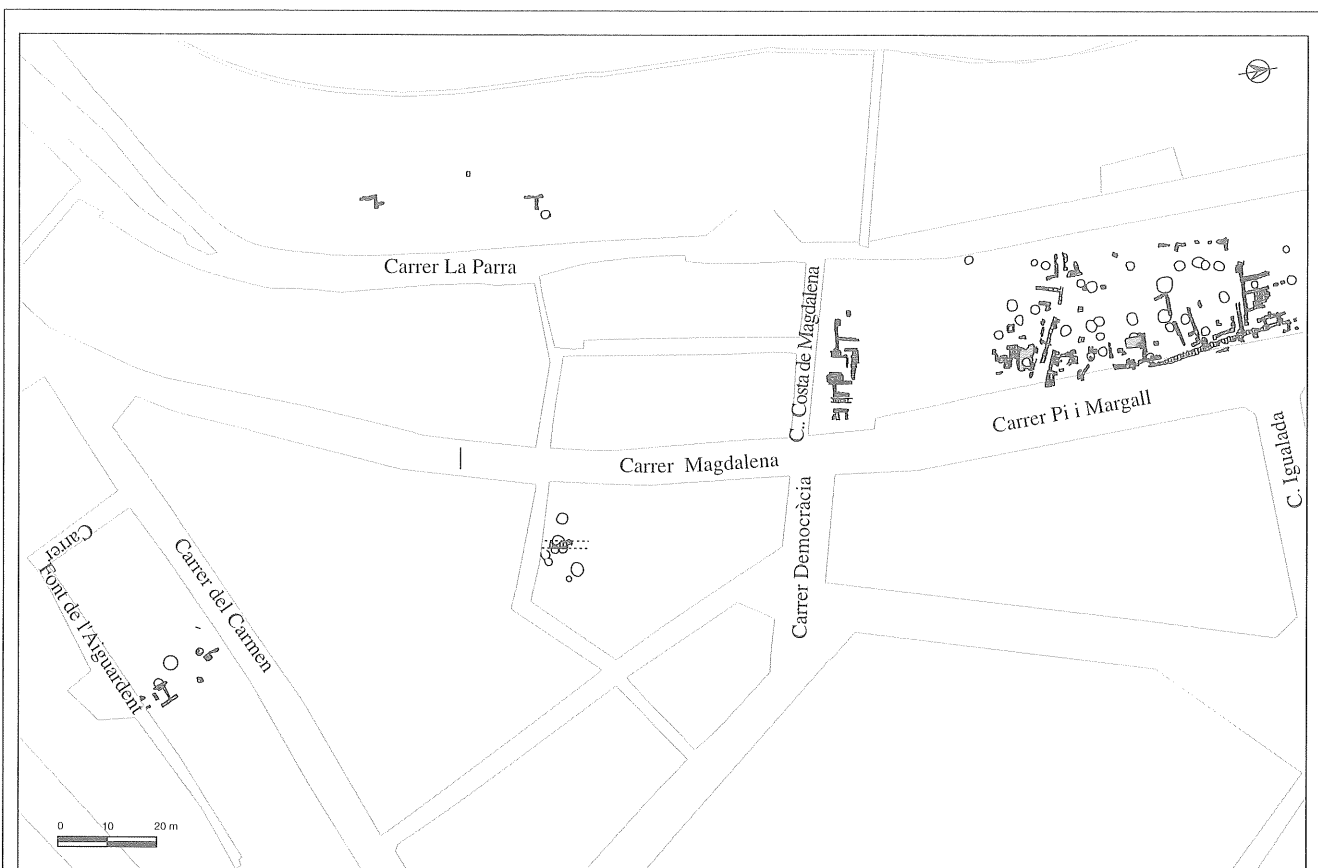 Carrer La Parra
C.. Costa de Magdalena
Carrer Pi i Margall
C. Igualada
Carrer Magdalena
Carrer Democràcia
Carrer del Carmen
Carrer
Font de l'Aiguardent
0 10 20 m